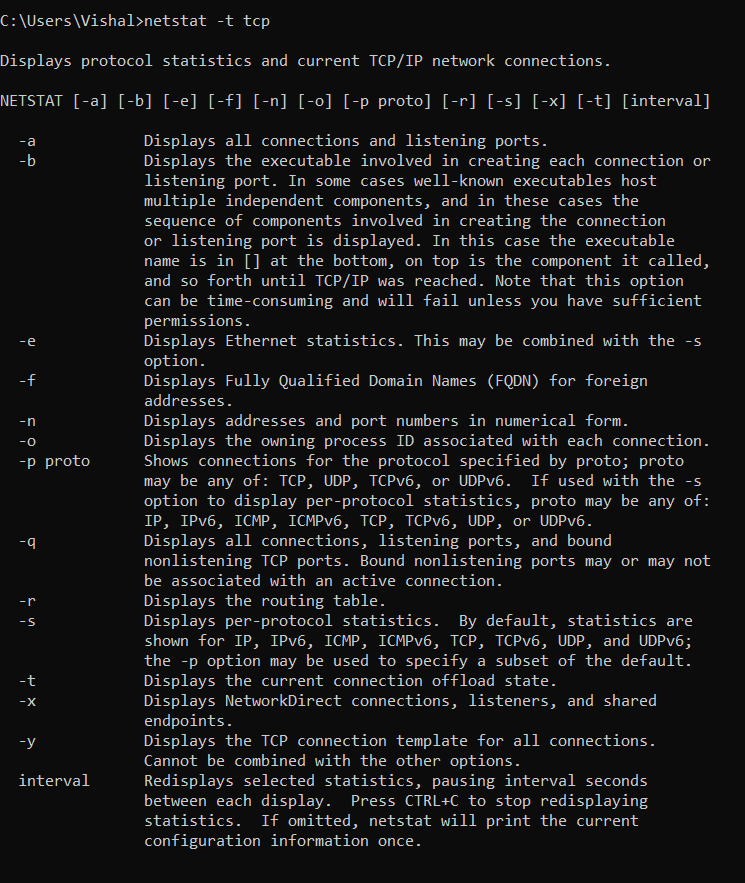 C:\Users\Vishal>netstat -t tcp
Displays protocol statistics and current TCP/IP network connections.
NETSTAT [-a] [-b] [-e] [-f] [-n] [-o] [-p proto] [-r] [-s] [-x] [-t] [interval]
-a Displays all connections and listening ports.
-b Displays the executable involved in creating each connection or
listening port. In some cases well-known executables host
multiple independent components, and in these cases the
sequence of components involved in creating the connection
or listening port is displayed. In this case the executable
name is in [] at the bottom, on top is the component it called,
and so forth until TCP/IP was reached. Note that this option
can be time-consuming and will fail unless you have sufficient
permissions.
-e Displays Ethernet statistics. This may be combined with the -s
option.
-f Displays Fully Qualified Domain Names (FQDN) for foreign
addresses.
-n Displays addresses and port numbers in numerical form.
-o Displays the owning process ID associated with each connection.
-p proto Shows connections for the protocol specified by proto; proto
may be any of: TCP, UDP, TCPv6, or UDPv6.  If used with the -s
option to display per-protocol statistics, proto may be any of:
IP, IPv6, ICMP, ICMPv6, TCP, TCPv6, UDP, or UDPv6.
-q Displays all connections, listening ports, and bound
nonlistening TCP ports. Bound nonlistening ports may or may not
be associated with an active connection.
-r Displays the routing table.
-s Displays per-protocol statistics.  By default, statistics are
shown for IP, IPv6, ICMP, ICMPv6, TCP, TCPv6, UDP, and UDPv6;
the -p option may be used to specify a subset of the default.
-t Displays the current connection offload state.
-x Displays NetworkDirect connections, listeners, and shared
endpoints.
-y Displays the TCP connection template for all connections.
Cannot be combined with the other options.
interval Redisplays selected statistics, pausing interval seconds
between each display.  Press CTRL+C to stop redisplaying
statistics.  If omitted, netstat will print the current
configuration information once.